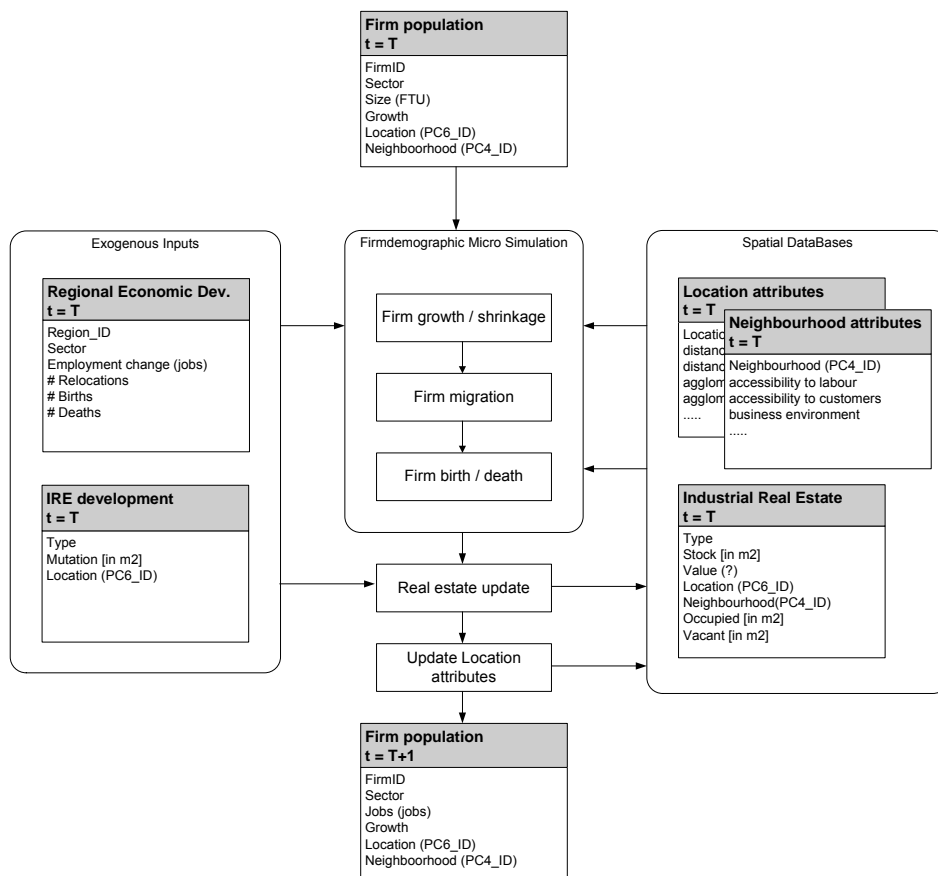 Firm population
t = T
FirmID
Sector
Size (FTU)
Growth
Location (PC6_ID)
Neighboorhood (PC4_ID)
Exogenous Inputs
Regional Economic Dev.
t = T
Region_ID
Sector
Employment change (jobs)
# Relocations
# Births
# Deaths
IRE development
t = T
Type
Mutation [in m2]
Location (PC6_ID)
Firmdemographic Micro Simulation
Firm growth / shrinkage
Firm migration
Firm birth / death
Real estate update
Update Location
attributes
Spatial DataBases
Location attributes
t = T
Neighbourhood attributes
t = T
Neighbourhood (PC4_ID)
accessibility to labour
accessibility to customers
business environment
.....
.....
Industrial Real Estate
t = T
Type
Stock [in m2]
Value (?)
Location (PC6_ID)
Neighbourhood(PC4_ID)
Occupied [in m2]
Vacant [in m2]
Firm population
t = T+1
FirmID
Sector
Jobs (jobs)
Growth
Location (PC6_ID)
Neighboorhood (PC4_ID)